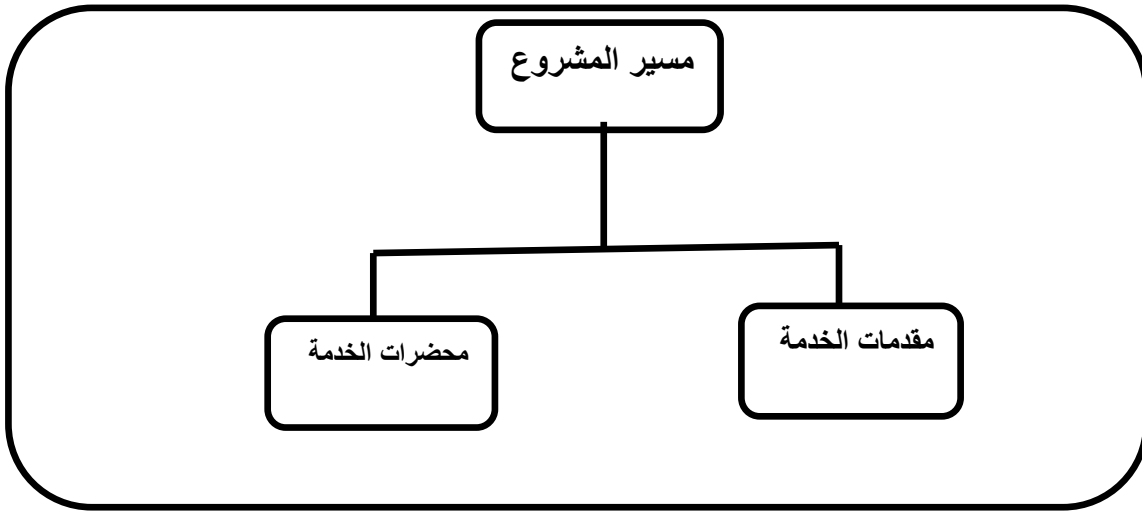 مسير المشروع
مقدمات الخدمة
محضرات الخدمة